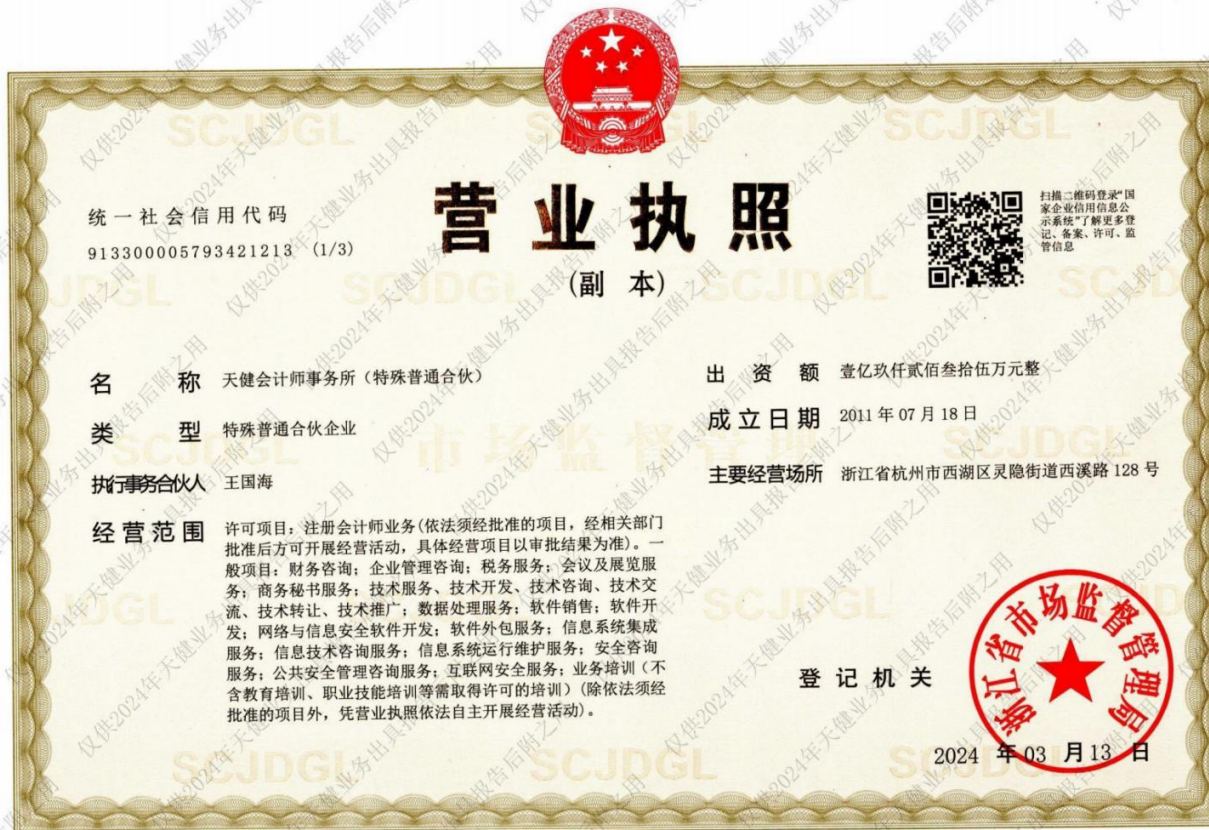 营业执照
(副 本)
统一社会信用代码
913300005793421213 (1/3)
扫描二维码登录“国
家企业信用信息公
示系统”了解更多登
记、备案、许可、监
管信息
名 称 天健会计师事务所（特殊普通合伙）
类 型 特殊普通合伙企业
执行事务合伙人 王国海
经营范围 许可项目：注册会计师业务(依法须经批准的项目，经相关部门
批准后方可开展经营活动，具体经营项目以审批结果为准)。一
般项目：财务咨询；企业管理咨询；税务服务；会议及展览服
务；商务秘书服务；技术服务、技术开发、技术咨询、技术交
流、技术转让、技术推广；数据处理服务；软件销售；软件开
发；网络与信息安全软件开发；软件外包服务；信息系统集成
服务；信息技术咨询服务；信息系统运行维护服务；安全咨询
服务；公共安全管理咨询服务；互联网安全服务；业务培训（不
含教育培训、职业技能培训等需取得许可的培训）(除依法须经
批准的项目外，凭营业执照依法自主开展经营活动)。
出 资 额 壹亿玖仟贰佰叁拾伍万元整
成立日期 2011年07月18日
主要经营场所 浙江省杭州市西湖区灵隐街道西溪路128号
登记机关
浙江省市场监督管理局
2024 年 03 月 13 日
SCJDGL
市场监督管理
仅供2024年天健业务出具报告后附之用